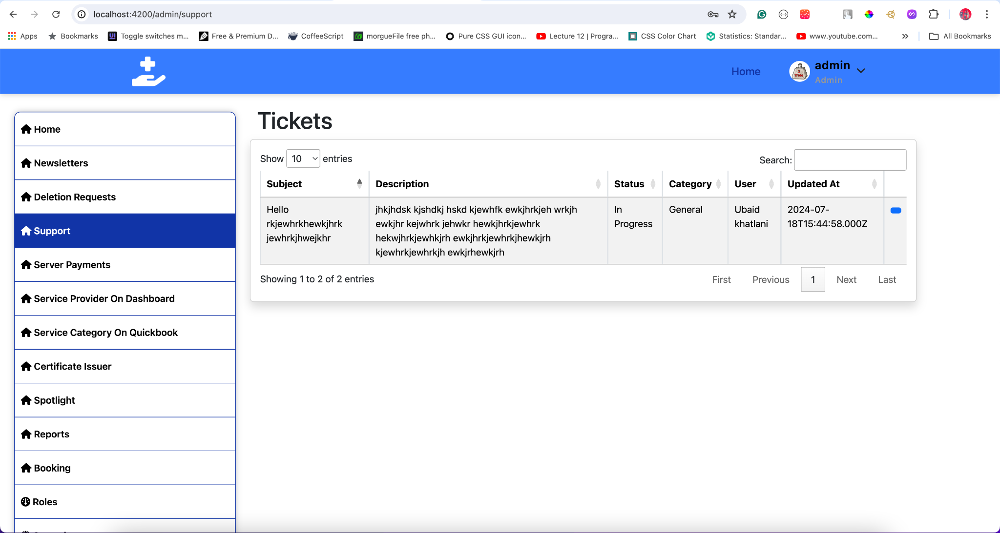 localhost:4200/admin/support
Apps
Bookmarks
Toggle switches m...
Free & Premium D...
CoffeeScript
morgueFile free ph...
Pure CSS GUI icon...
Lecture 12 | Progra...
CSS Color Chart
Statistics: Standar...
www.youtube.com...
All Bookmarks
Home
admin
Admin
Home
Newsletters
Deletion Requests
Support
Server Payments
Service Provider On Dashboard
Service Category On Quickbook
Certificate Issuer
Spotlight
Reports
Booking
Roles
Tickets
Show 10 entries
Search:
Subject Description Status Category User Updated At
Hello
rkjewhrkhewkjhrk
jewhrkjhwejkhr
jhkjhdsk kjshdkj hskd kjewhfk ewkjhrkjeh wrkjh
ewkjhr kejwhrk jehwkr hewkjhrkjewhrk
hekwjhrkjewhkjrh ewkjhrkjewhrkjhewkjrh
kjewhrkjewhrkjh ewkjrhewkjrh
In
Progress
General
Ubaid
khatlani
2024-07-
18T15:44:58.000Z
Showing 1 to 2 of 2 entries
First Previous 1 Next Last